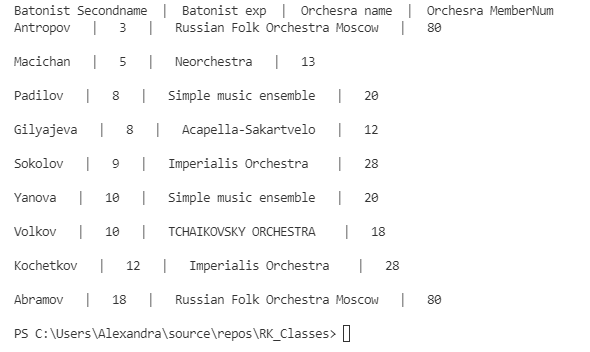 Batonist Secondname | Batonist exp | Orchesra name | Orchesra MemberNum
Antropov | 3 | Russian Folk Orchestra Moscow | 80
Macichan | 5 | Neorchestra | 13
Padilov | 8 | Simple music ensemble | 20
Gilyajeva | 8 | Acapella-Sakartvelo | 12
Sokolov | 9 | Imperialis Orchestra | 28
Yanova | 10 | Simple music ensemble | 20
Volkov | 10 | TCHAIKOVSKY ORCHESTRA | 18
Kochetkov | 12 | Imperialis Orchestra | 28
Abramov | 18 | Russian Folk Orchestra Moscow | 80
PS C:\Users\Alexandra\source\repos\RK_Classes>